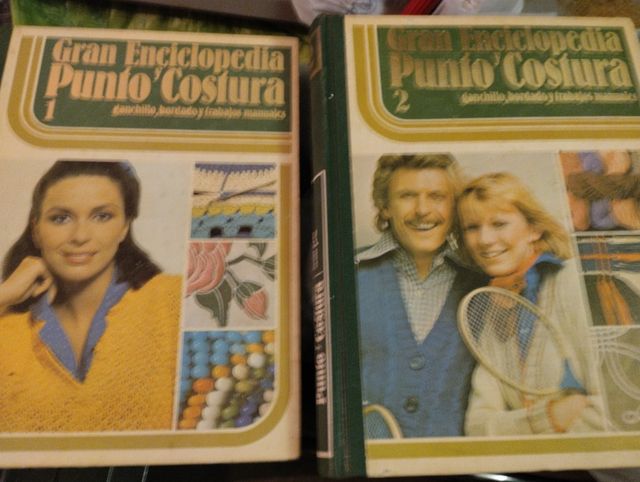 Gran Enciclopedia
Punto y Costura
1
ganchillo, bordado y trabajos manuales
Gran Enciclopedia
Punto y Costura
2
ganchillo, bordado y trabajos manuales
Punto y Costura